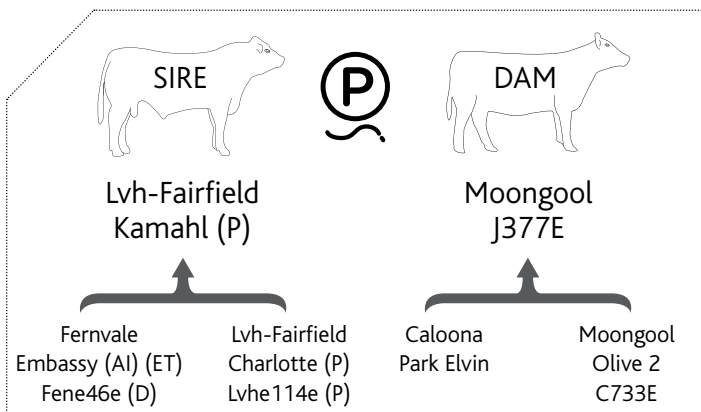 SIRE
P
DAM
Lvh-Fairfield
Kamahl (P)
Moongool
J377E
Fernvale
Embassy (AI) (ET)
Fene46e (D)
Lvh-Fairfield
Charlotte (P)
Lvhe114e (P)
Caloona
Park Elvin
Moongool
Olive 2
C733E